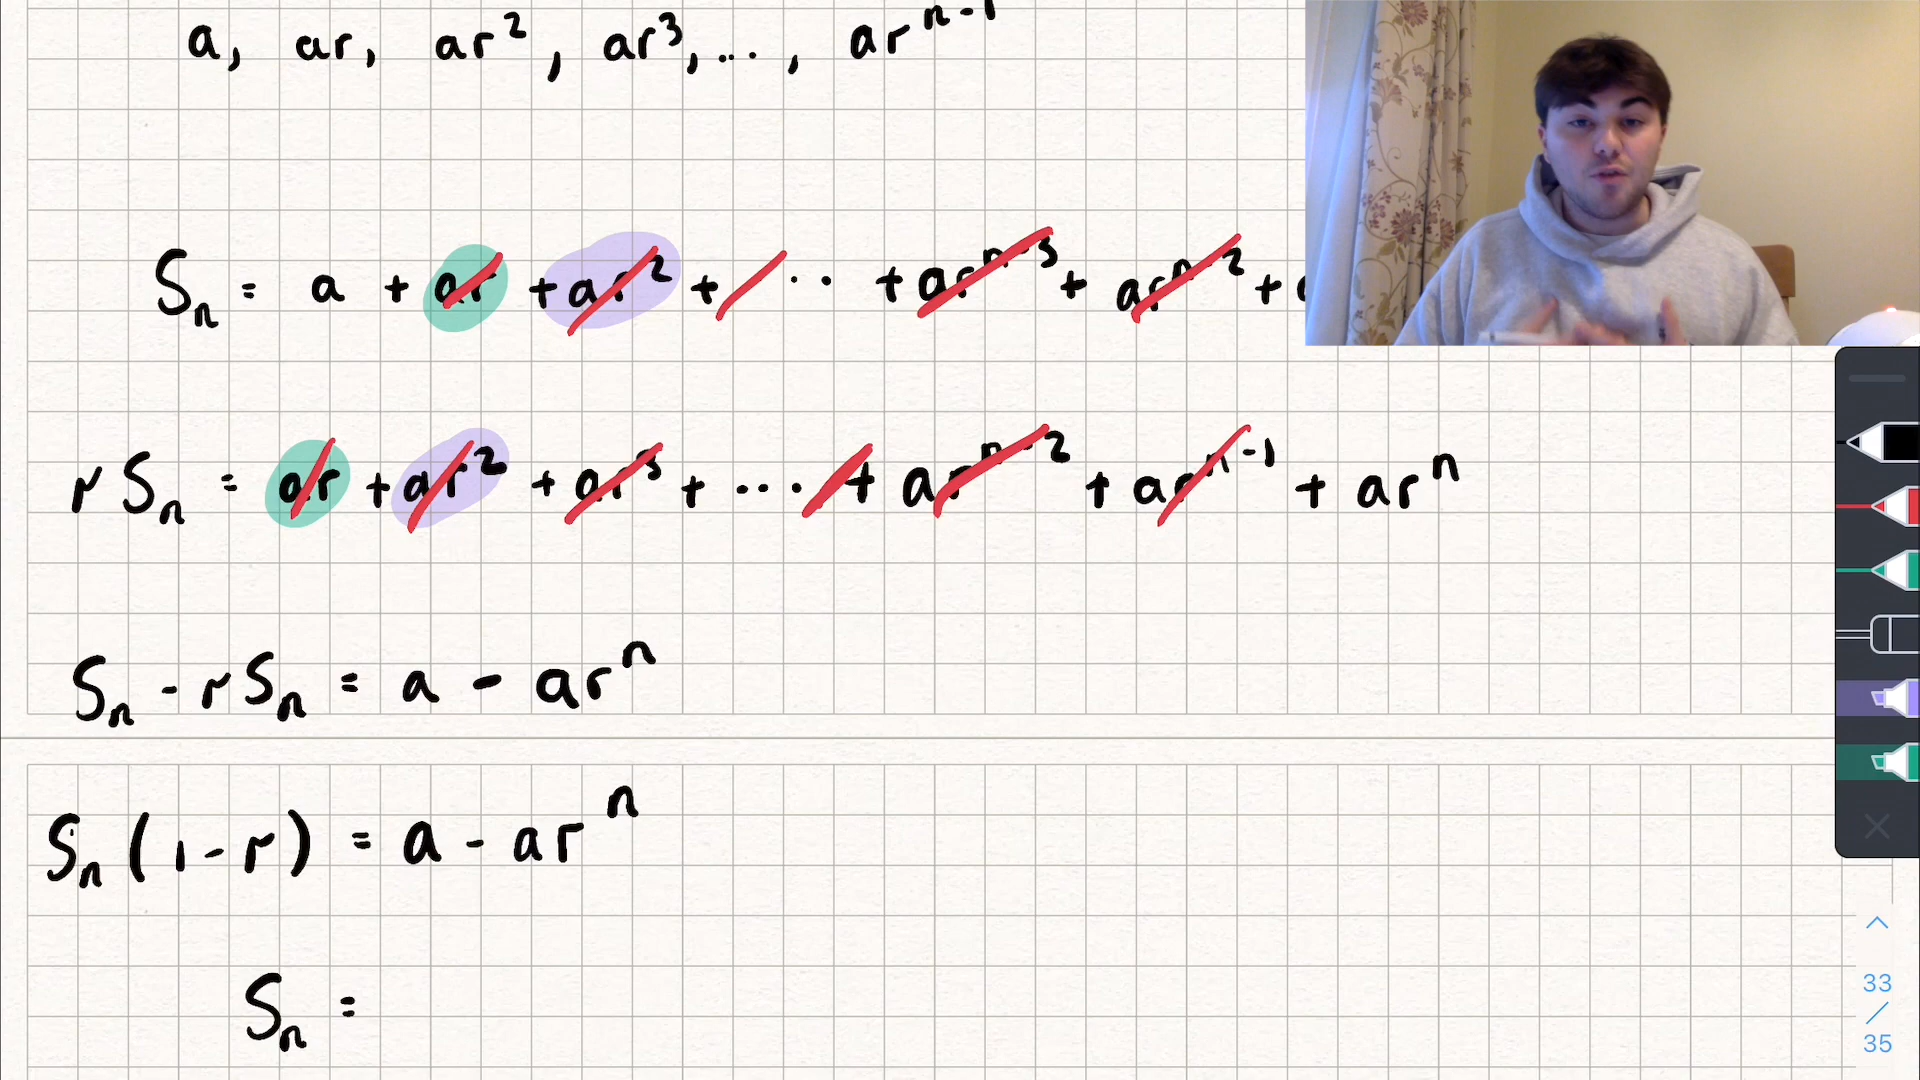 a, ar, ar², ar³, ..., arⁿ⁻¹
Sₙ = a + ar + ar² + ... + arⁿ⁻³ + arⁿ⁻² +
rSₙ = ar + ar² + ar³ + ... + arⁿ⁻² + arⁿ⁻¹ + arⁿ
Sₙ - rSₙ = a - arⁿ
Sₙ(1-r) = a - arⁿ
Sₙ =
33
/
35